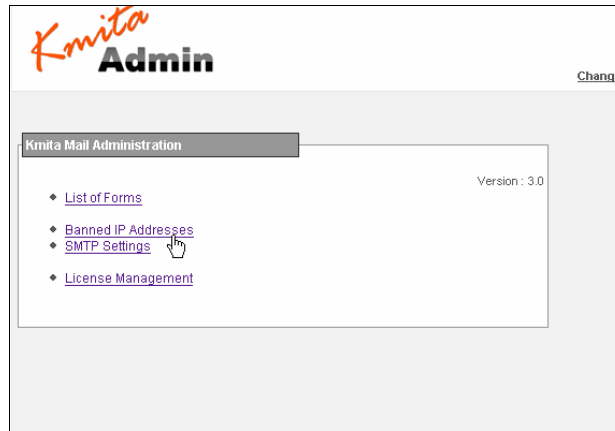 Kmita
Admin
Chang
Kmita Mail Administration
Version : 3.0
List of Forms
Banned IP Addresses
SMTP Settings
License Management